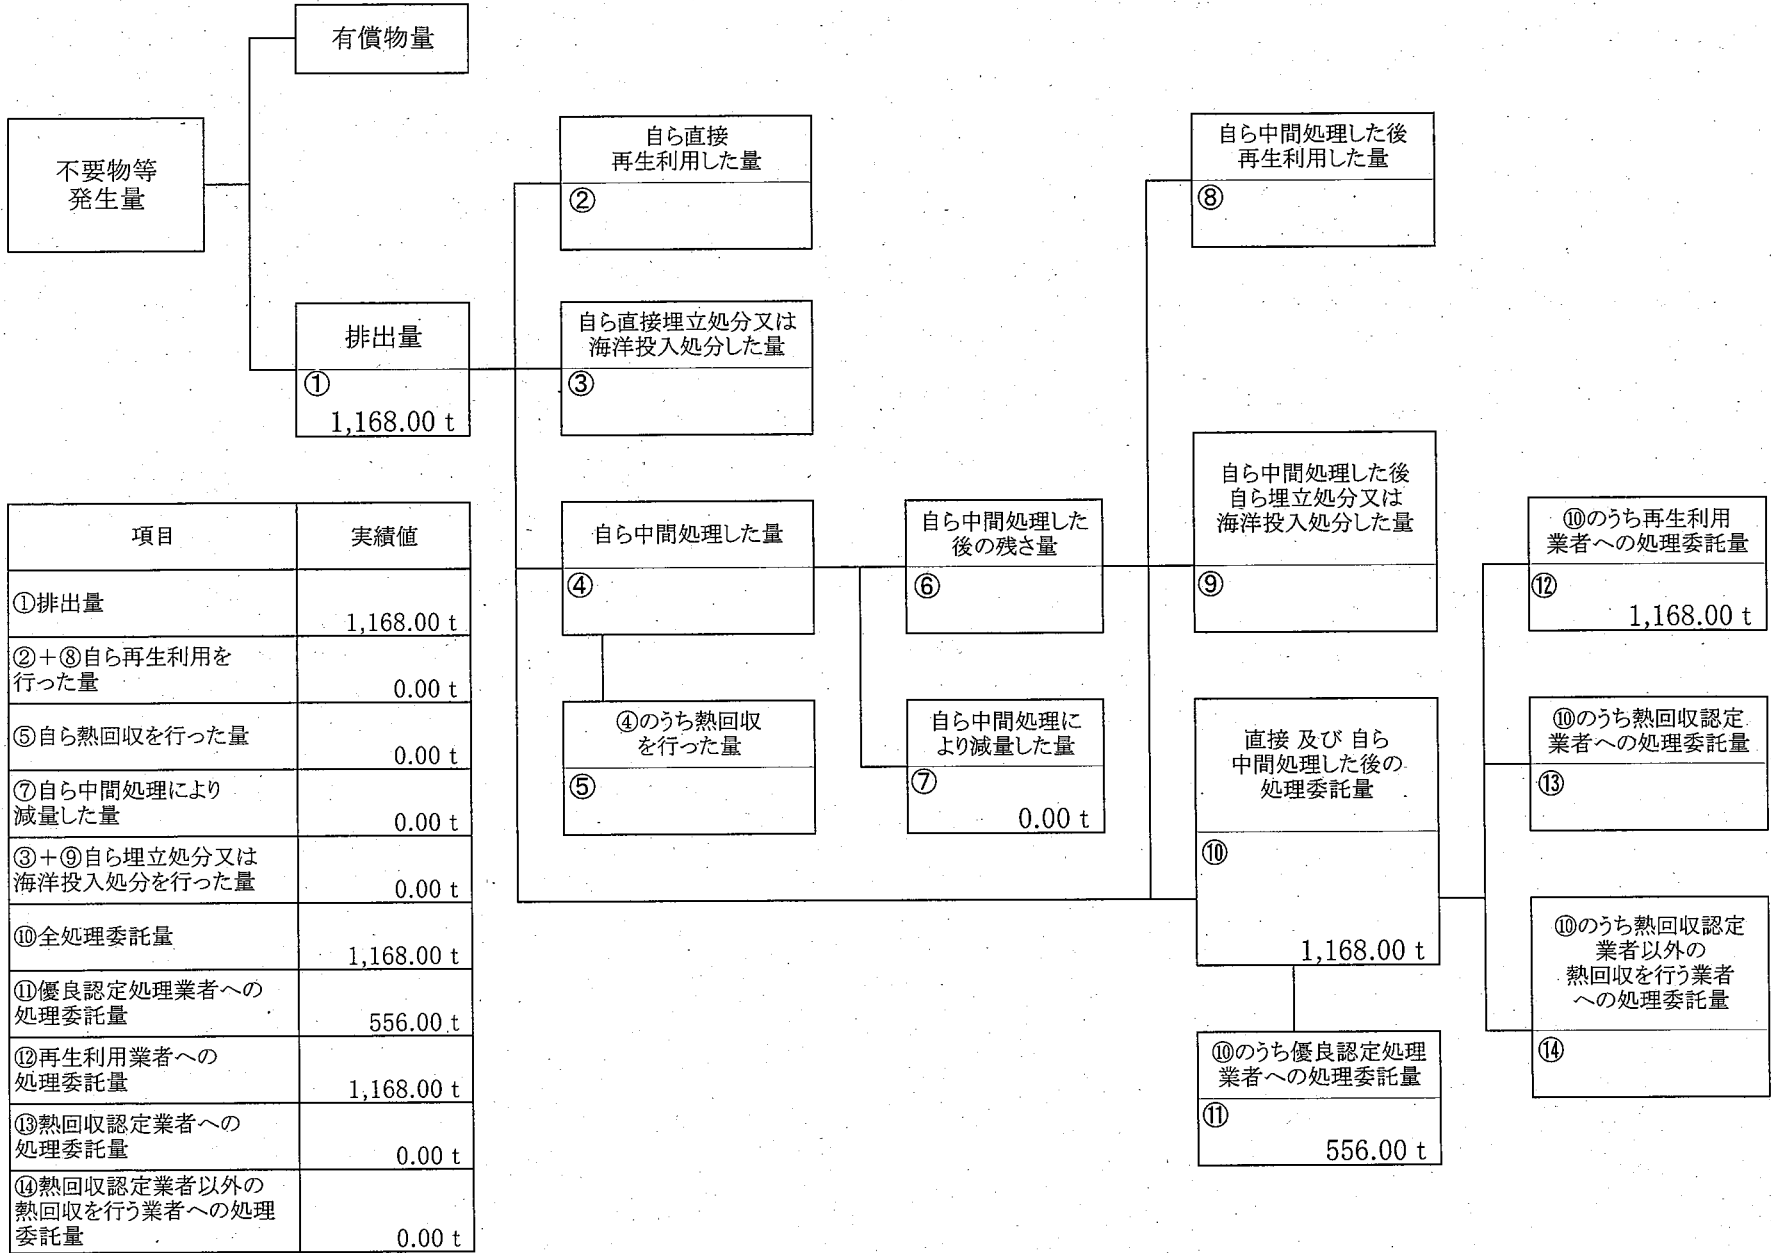 有償物量
不要物等
発生量
排出量
①
1,168.00 t
自ら直接
再生利用した量
②
自ら直接埋立処分又は
海洋投入処分した量
③
自ら中間処理した量
④
④のうち熱回収
を行った量
⑤
自ら中間処理した
後の残さ量
⑥
自ら中間処理に
より減量した量
⑦
0.00 t
自ら中間処理した後
再生利用した量
⑧
自ら中間処理した後
自ら埋立処分又は
海洋投入処分した量
⑨
直接 及び 自ら
中間処理した後の
処理委託量
⑩
1,168.00 t
⑩のうち優良認定処理
業者への処理委託量
⑪
556.00 t
⑩のうち再生利用
業者への処理委託量
⑫
1,168.00 t
⑩のうち熱回収認定
業者への処理委託量
⑬
⑩のうち熱回収認定
業者以外の
熱回収を行う業者
への処理委託量
⑭
項目 実績値
①排出量
1,168.00 t
②+⑧自ら再生利用を
行った量 0.00 t
⑤自ら熱回収を行った量
0.00 t
⑦自ら中間処理により
減量した量 0.00 t
③+⑨自ら埋立処分又は
海洋投入処分を行った量 0.00 t
⑩全処理委託量
1,168.00 t
⑪優良認定処理業者への
処理委託量 556.00 t
⑫再生利用業者への
処理委託量 1,168.00 t
⑬熱回収認定業者への
処理委託量 0.00 t
⑭熱回収認定業者以外の
熱回収を行う業者への処理
委託量 0.00 t